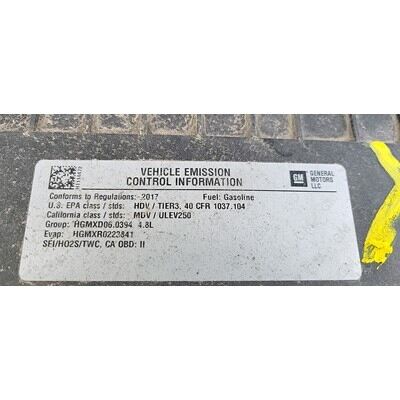 VEHICLE EMISSION
CONTROL INFORMATION
GM
GENERAL
MOTORS
LLC
Conforms to Regulations: 2017 Fuel: Gasoline
U.S. EPA class / stds: HDV / TIER3, 40 CFR 1037.104
California class / stds: MDV / ULEV250
Group: HGMXD06.0394 4.8L
Evap: HGMXR0223841
SFI/HO2S/TWC, CA OBD: II